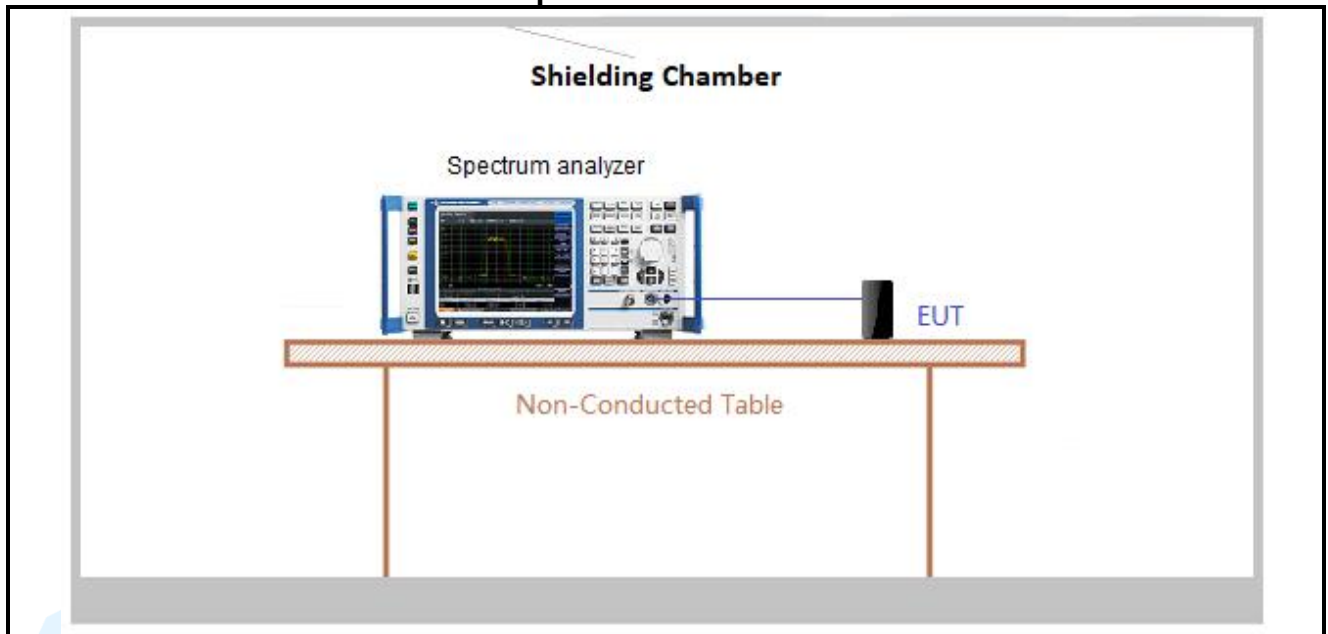 Shielding Chamber
Spectrum analyzer
EUT
Non-Conducted Table